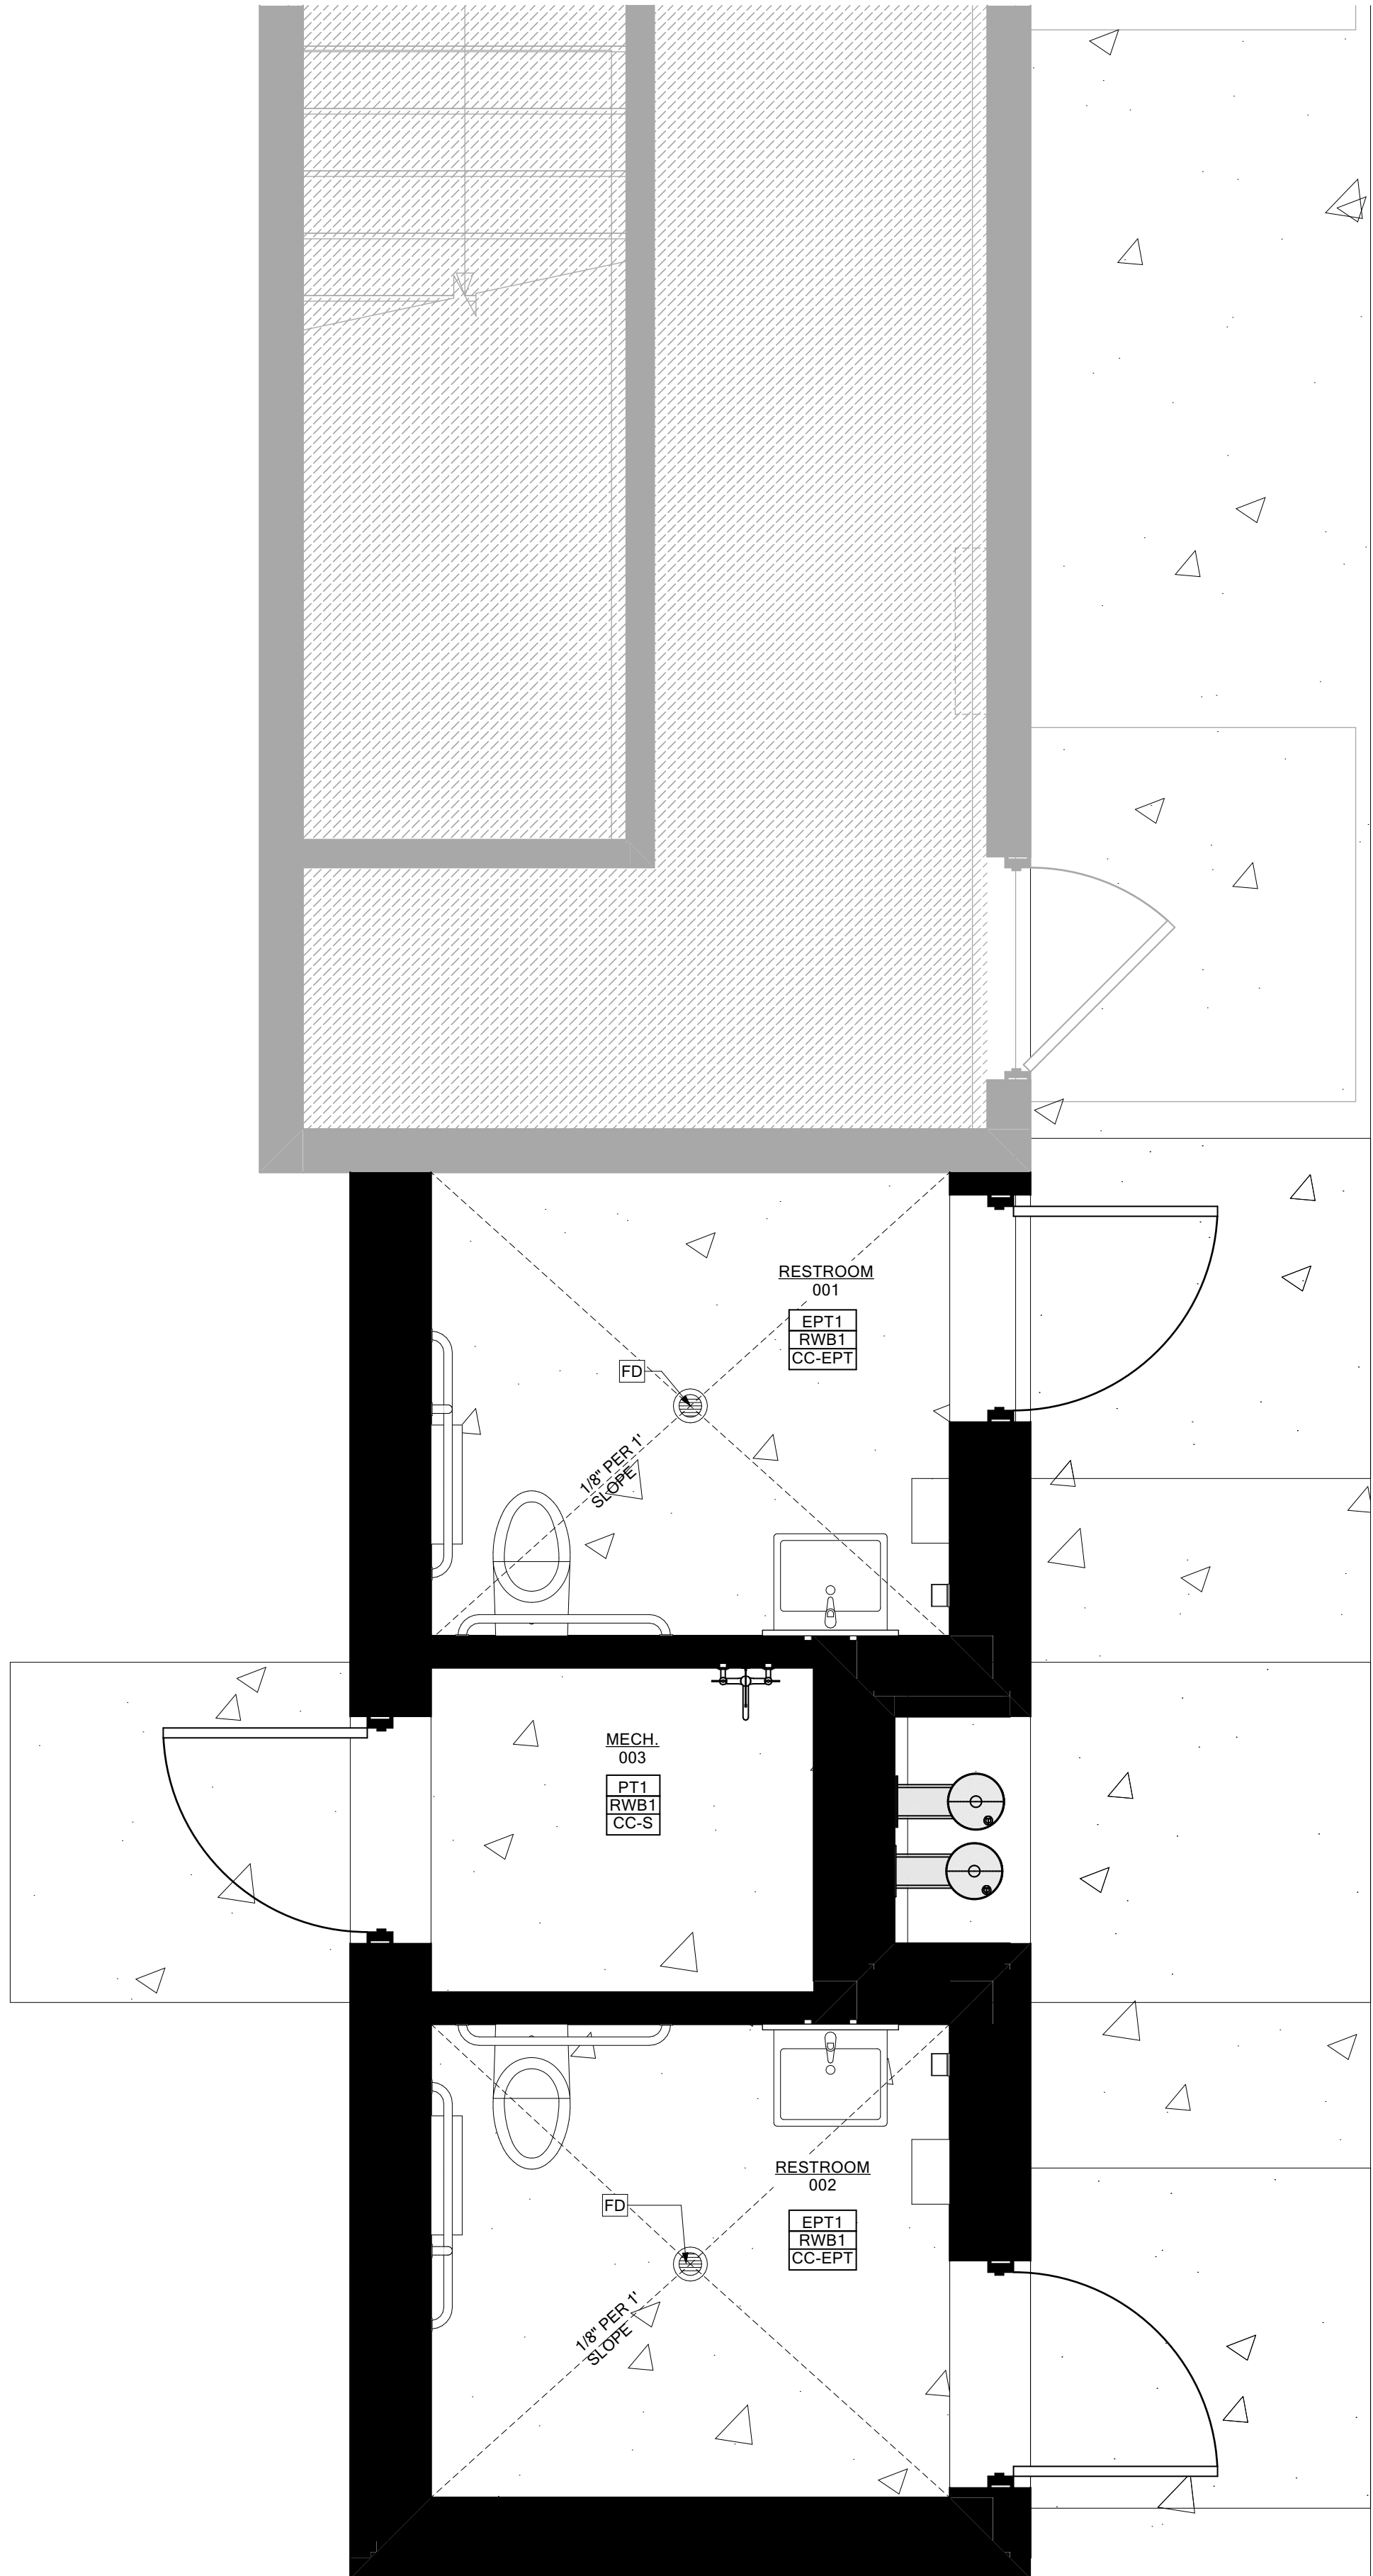 RESTROOM
001
EPT1
RWB1
CC-EPT
FD
1/8" PER 1'
SLOPE
MECH.
003
PT1
RWB1
CC-S
RESTROOM
002
FD
EPT1
RWB1
CC-EPT
1/8" PER 1'
SLOPE